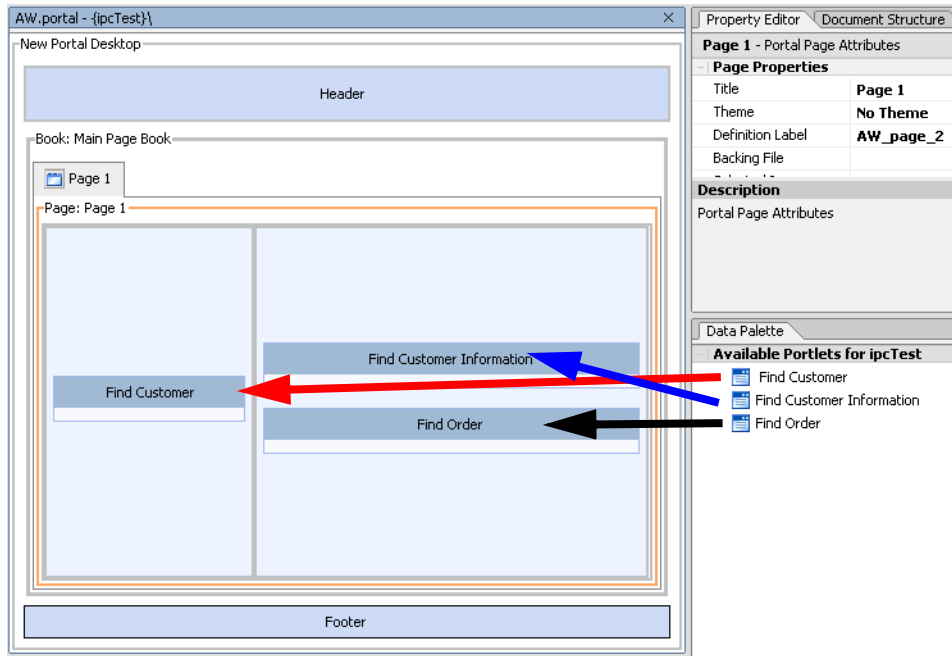 AW.portal - {ipcTest}\
New Portal Desktop
Header
Book: Main Page Book
Page 1
Page: Page 1
Find Customer
Find Customer Information
Find Order
Footer
Property Editor
Document Structure
Page 1 - Portal Page Attributes
Page Properties
Title Page 1
Theme No Theme
Definition Label AW_page_2
Backing File
Description
Portal Page Attributes
Data Palette
Available Portlets for ipcTest
Find Customer
Find Customer Information
Find Order